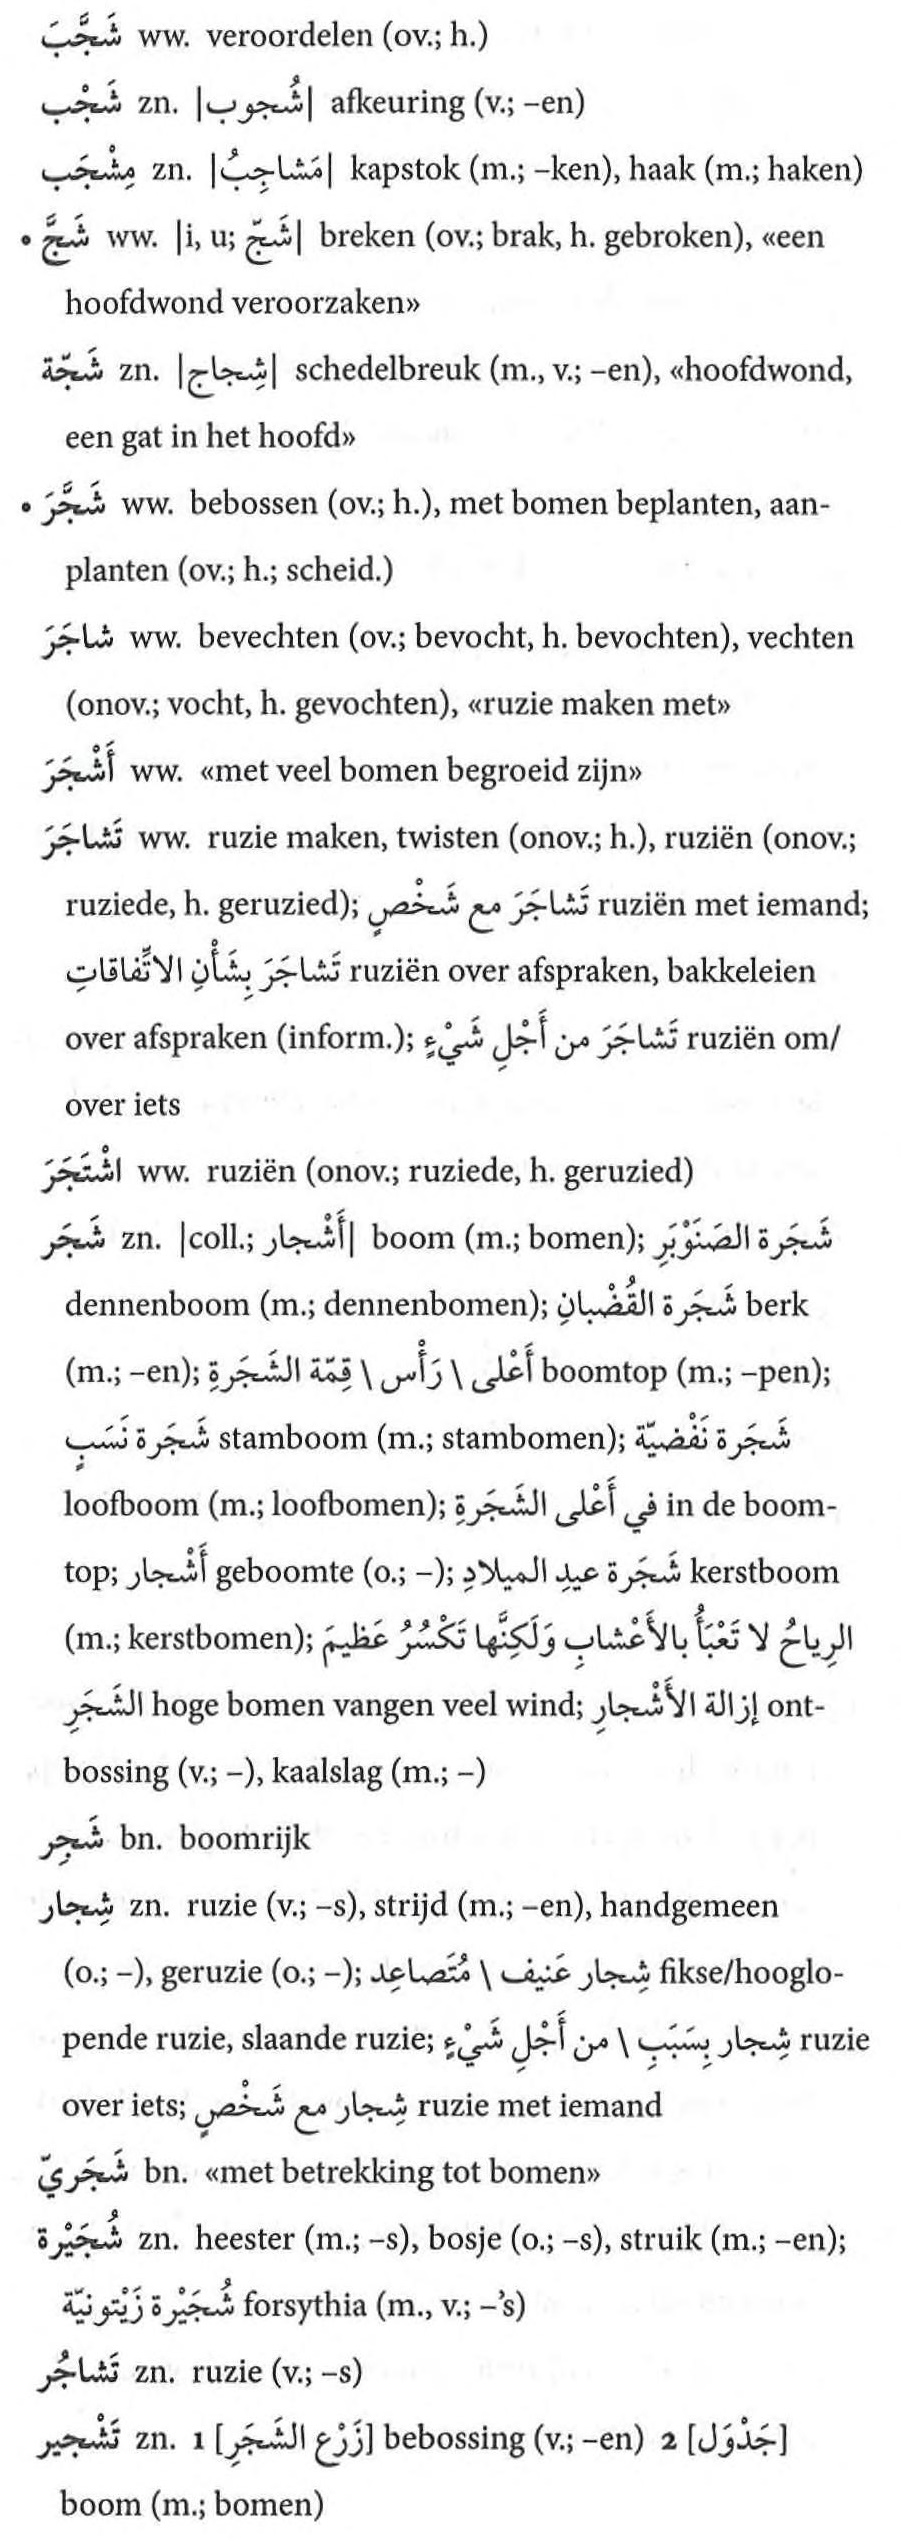 شَجَّبَ ww. veroordelen (ov.; h.)
شَجْب zn. |شُجوب| afkeuring (v.; –en)
مِشْجَب zn. |مَشاجِبُ| kapstok (m.; –ken), haak (m.; haken)
• شَجَّ ww. |i, u; شَجّ| breken (ov.; brak, h. gebroken), «een
hoofdwond veroorzaken»
شَجّة zn. |شِجاج| schedelbreuk (m., v.; –en), «hoofdwond,
een gat in het hoofd»
• شَجَّرَ ww. bebossen (ov.; h.), met bomen beplanten, aan-
planten (ov.; h.; scheid.)
شاجَرَ ww. bevechten (ov.; bevocht, h. bevochten), vechten
(onov.; vocht, h. gevochten), «ruzie maken met»
أَشْجَرَ ww. «met veel bomen begroeid zijn»
تَشاجَرَ ww. ruzie maken, twisten (onov.; h.), ruziën (onov.;
ruziede, h. geruzied); تَشاجَرَ مع شَخْصٍ ruziën met iemand;
تَشاجَرَ بِشَأْنِ الاتِّفاقاتِ ruziën over afspraken, bakkeleien
over afspraken (inform.); تَشاجَرَ من أَجْلِ شَيْءٍ ruziën om/
over iets
اشْتَجَرَ ww. ruziën (onov.; ruziede, h. geruzied)
شَجَر zn. |coll.; أَشْجار| boom (m.; bomen); شَجَرة الصَنَوْبَرِ
dennenboom (m.; dennenbomen); شَجَرة القُضْبانِ berk
(m.; –en); أَعْلى \ رَأْس \ قِمّة الشَجَرةِ boomtop (m.; –pen);
شَجَرة نَسَبٍ stamboom (m.; stambomen); شَجَرة نَفْضيّة
loofboom (m.; loofbomen); في أَعْلى الشَجَرةِ in de boom-
top; أَشْجار geboomte (o.; –); شَجَرة عيدِ الميلادِ kerstboom
(m.; kerstbomen); الرِياحُ لا تَعْبَأُ بالأَعْشابِ وَلَكِنَّها تَكْسُرُ عَظيمَ
الشَجَرِ hoge bomen vangen veel wind; إزالة الأَشْجارِ ont-
bossing (v.; –), kaalslag (m.; –)
شَجِر bn. boomrijk
شِجار zn. ruzie (v.; –s), strijd (m.; –en), handgemeen
(o.; –), geruzie (o.; –); شِجار عَنيف \ مُتَصاعِد fikse/hooglo-
pende ruzie, slaande ruzie; شِجار بِسَبَبِ \ من أَجْلِ شَيْءٍ ruzie
over iets; شِجار مع شَخْصٍ ruzie met iemand
شَجَريّ bn. «met betrekking tot bomen»
شُجَيْرة zn. heester (m.; –s), bosje (o.; –s), struik (m.; –en);
شُجَيْرة زَيْتونيّة forsythia (m., v.; –’s)
تَشاجُر zn. ruzie (v.; –s)
تَشْجير zn. 1 [زَرْع الشَجَرِ] bebossing (v.; –en) 2 [جَدْوَل]
boom (m.; bomen)